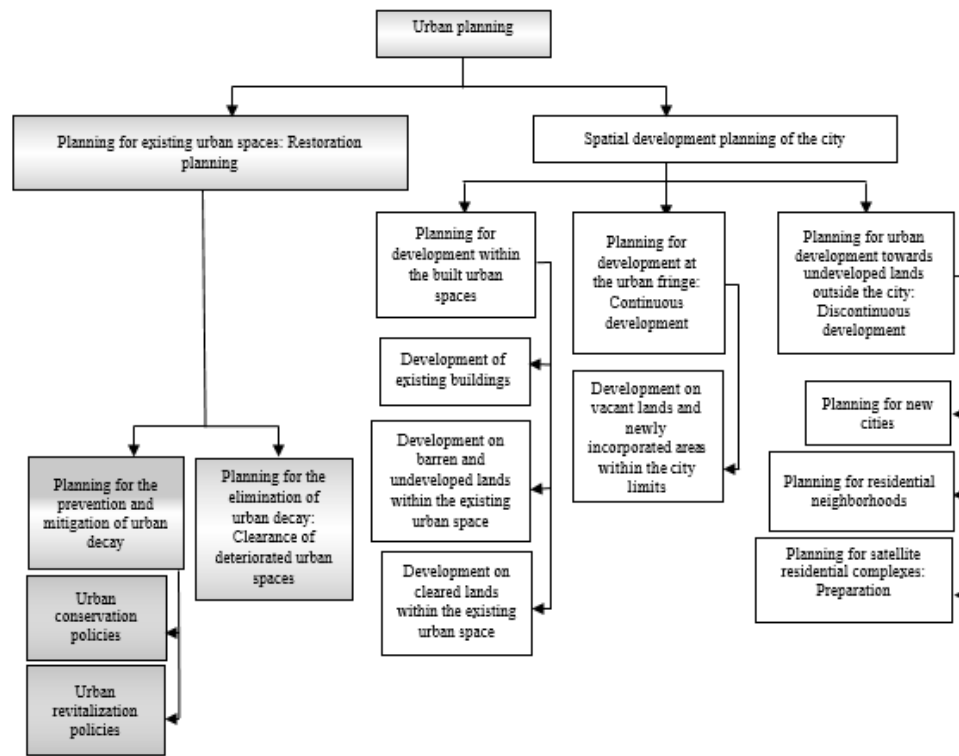 Urban planning
Planning for existing urban spaces: Restoration
planning
Spatial development planning of the city
Planning for
development within
the built urban
spaces
Planning for
development at
the urban fringe:
Continuous
development
Planning for urban
development towards
undeveloped lands
outside the city:
Discontinuous
development
Development of
existing buildings
Development on
vacant lands and
newly
incorporated areas
within the city
limits
Planning for new
cities
Development on
barren and
undeveloped lands
within the existing
urban space
Planning for residential
neighborhoods
Planning for the
prevention and
mitigation of urban
decay
Planning for the
elimination of
urban decay:
Clearance of
deteriorated urban
spaces
Planning for satellite
residential complexes:
Preparation
Development on
cleared lands
within the existing
urban space
Urban
conservation
policies
Urban
revitalization
policies